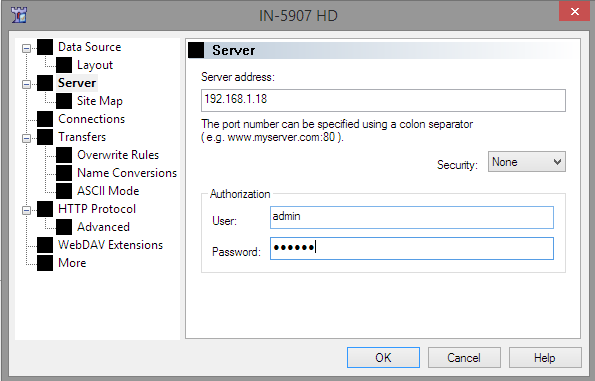 IN-5907 HD
Data Source
Layout
Server
Site Map
Connections
Transfers
Overwrite Rules
Name Conversions
ASCII Mode
HTTP Protocol
Advanced
WebDAV Extensions
More
Server
Server address:
192.168.1.18
The port number can be specified using a colon separator
( e.g. www.myserver.com:80 ).
Security: None
Authorization
User: admin
Password: ●●●●●●
OK Cancel Help